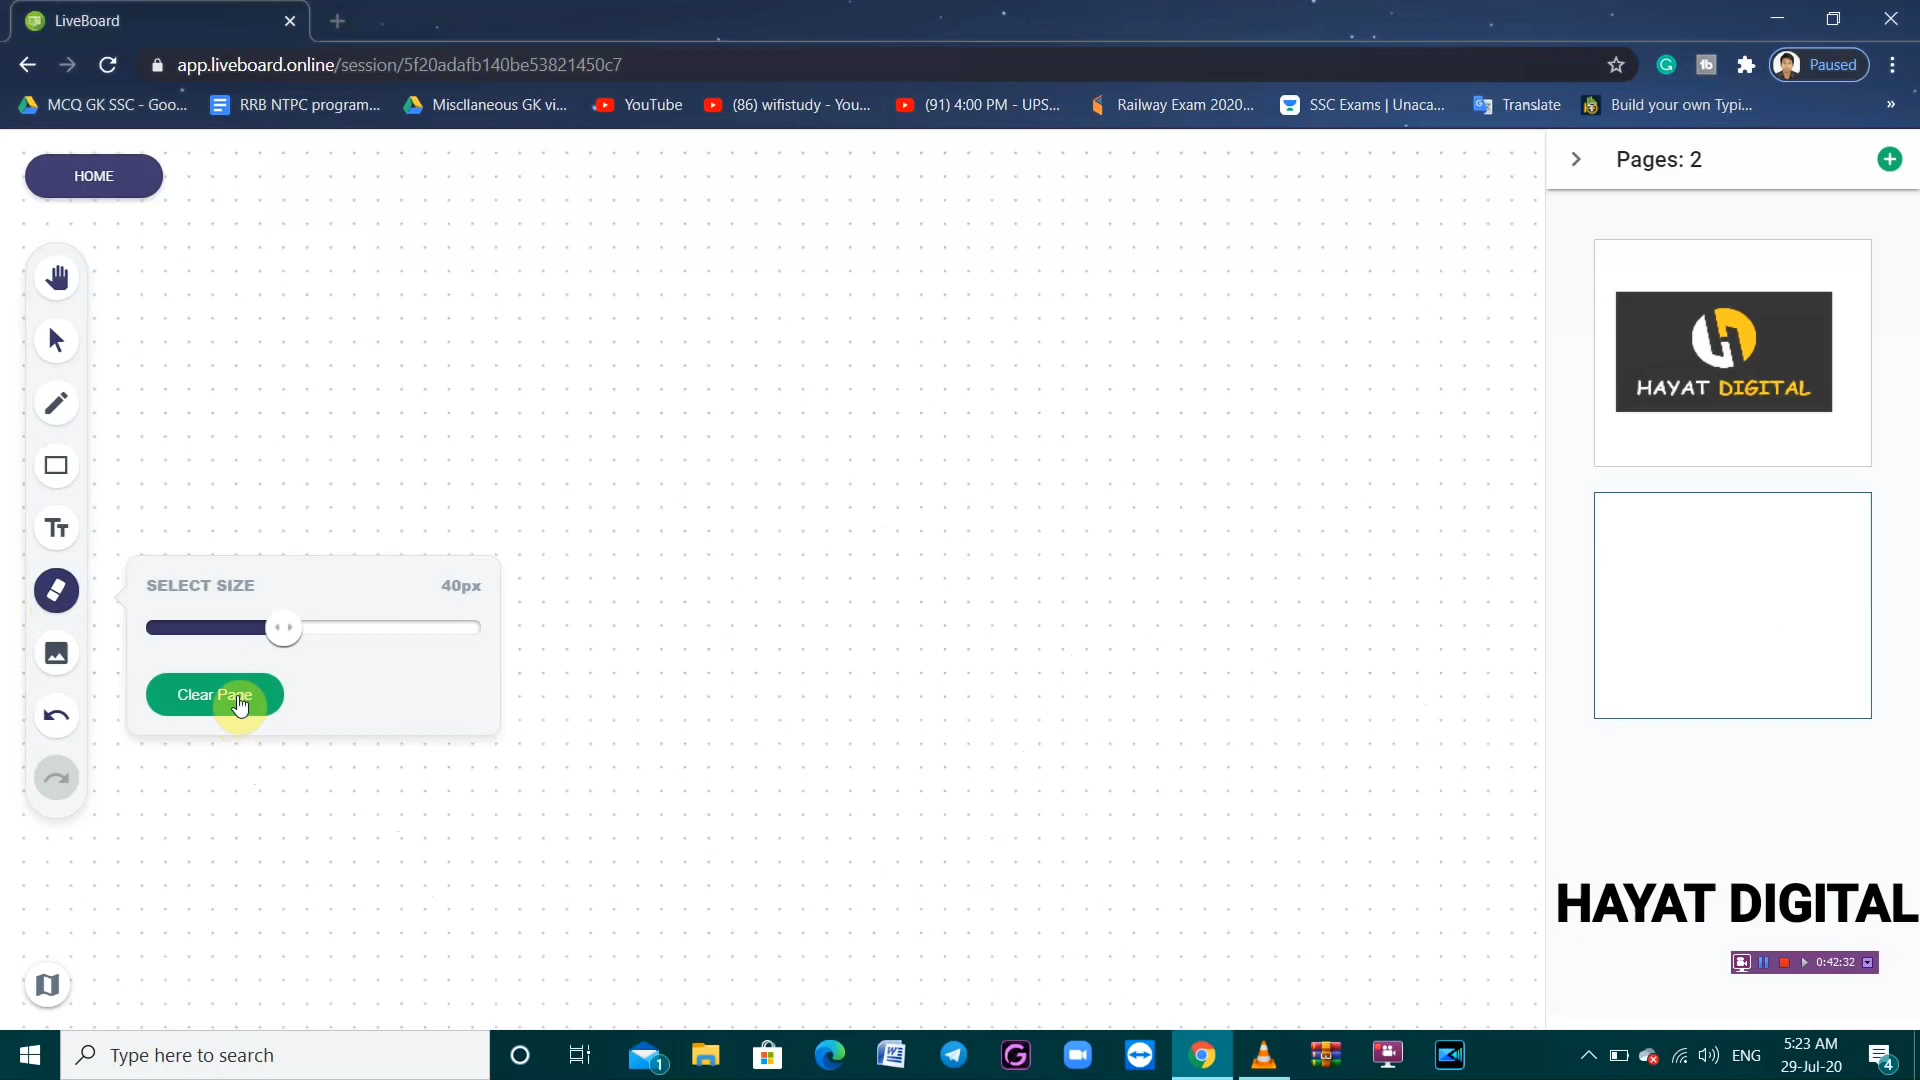 LiveBoard
app.liveboard.online/session/5f20adafb140be53821450c7
Paused
MCQ GK SSC - Goo...
RRB NTPC program...
Miscllaneous GK vi...
YouTube
(86) wifistudy - You...
(91) 4:00 PM - UPS...
Railway Exam 2020...
SSC Exams | Unaca...
Translate
Build your own Typi...
»
HOME
Pages: 2
HAYAT DIGITAL
Tт
SELECT SIZE
40px
Clear Page
HAYAT DIGITAL
0:42:32
Type here to search
1
ENG
5:23 AM
29-Jul-20
4